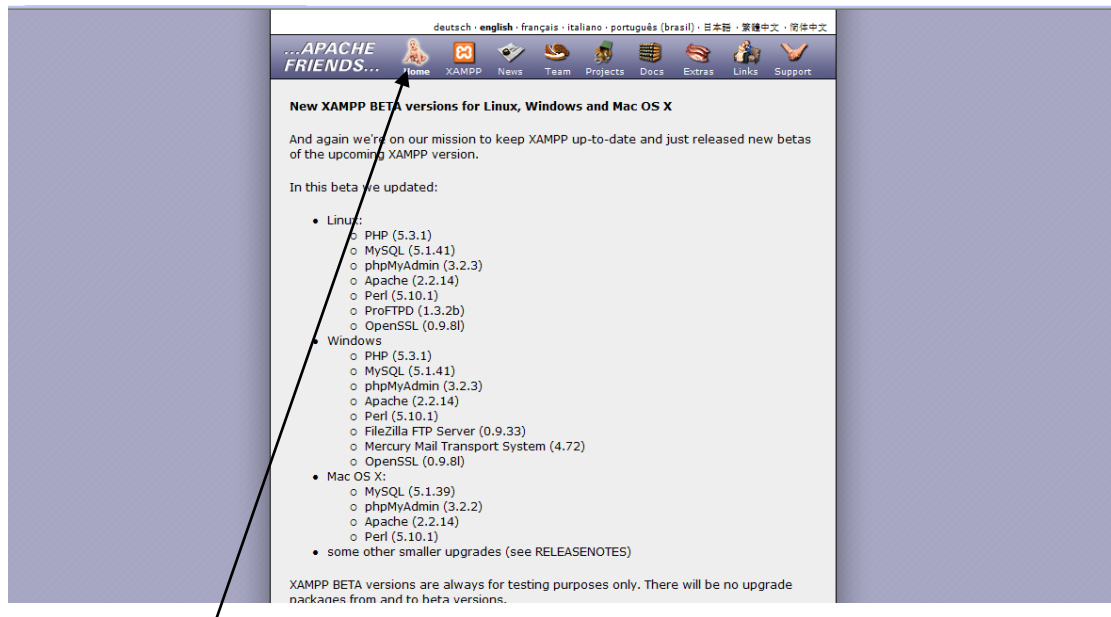 deutsch · english · français · italiano · português (brasil) · 日本語 · 繁體中文 · 简体中文
...APACHE
FRIENDS...
Home XAMPP News Team Projects Docs Extras Links Support
New XAMPP BETA versions for Linux, Windows and Mac OS X
And again we're on our mission to keep XAMPP up-to-date and just released new betas
of the upcoming XAMPP version.
In this beta we updated:
• Linux:
o PHP (5.3.1)
o MySQL (5.1.41)
o phpMyAdmin (3.2.3)
o Apache (2.2.14)
o Perl (5.10.1)
o ProFTPD (1.3.2b)
o OpenSSL (0.9.8l)
• Windows
o PHP (5.3.1)
o MySQL (5.1.41)
o phpMyAdmin (3.2.3)
o Apache (2.2.14)
o Perl (5.10.1)
o FileZilla FTP Server (0.9.33)
o Mercury Mail Transport System (4.72)
o OpenSSL (0.9.8l)
• Mac OS X:
o MySQL (5.1.39)
o phpMyAdmin (3.2.2)
o Apache (2.2.14)
o Perl (5.10.1)
• some other smaller upgrades (see RELEASENOTES)
XAMPP BETA versions are always for testing purposes only. There will be no upgrade
packages from and to beta versions.